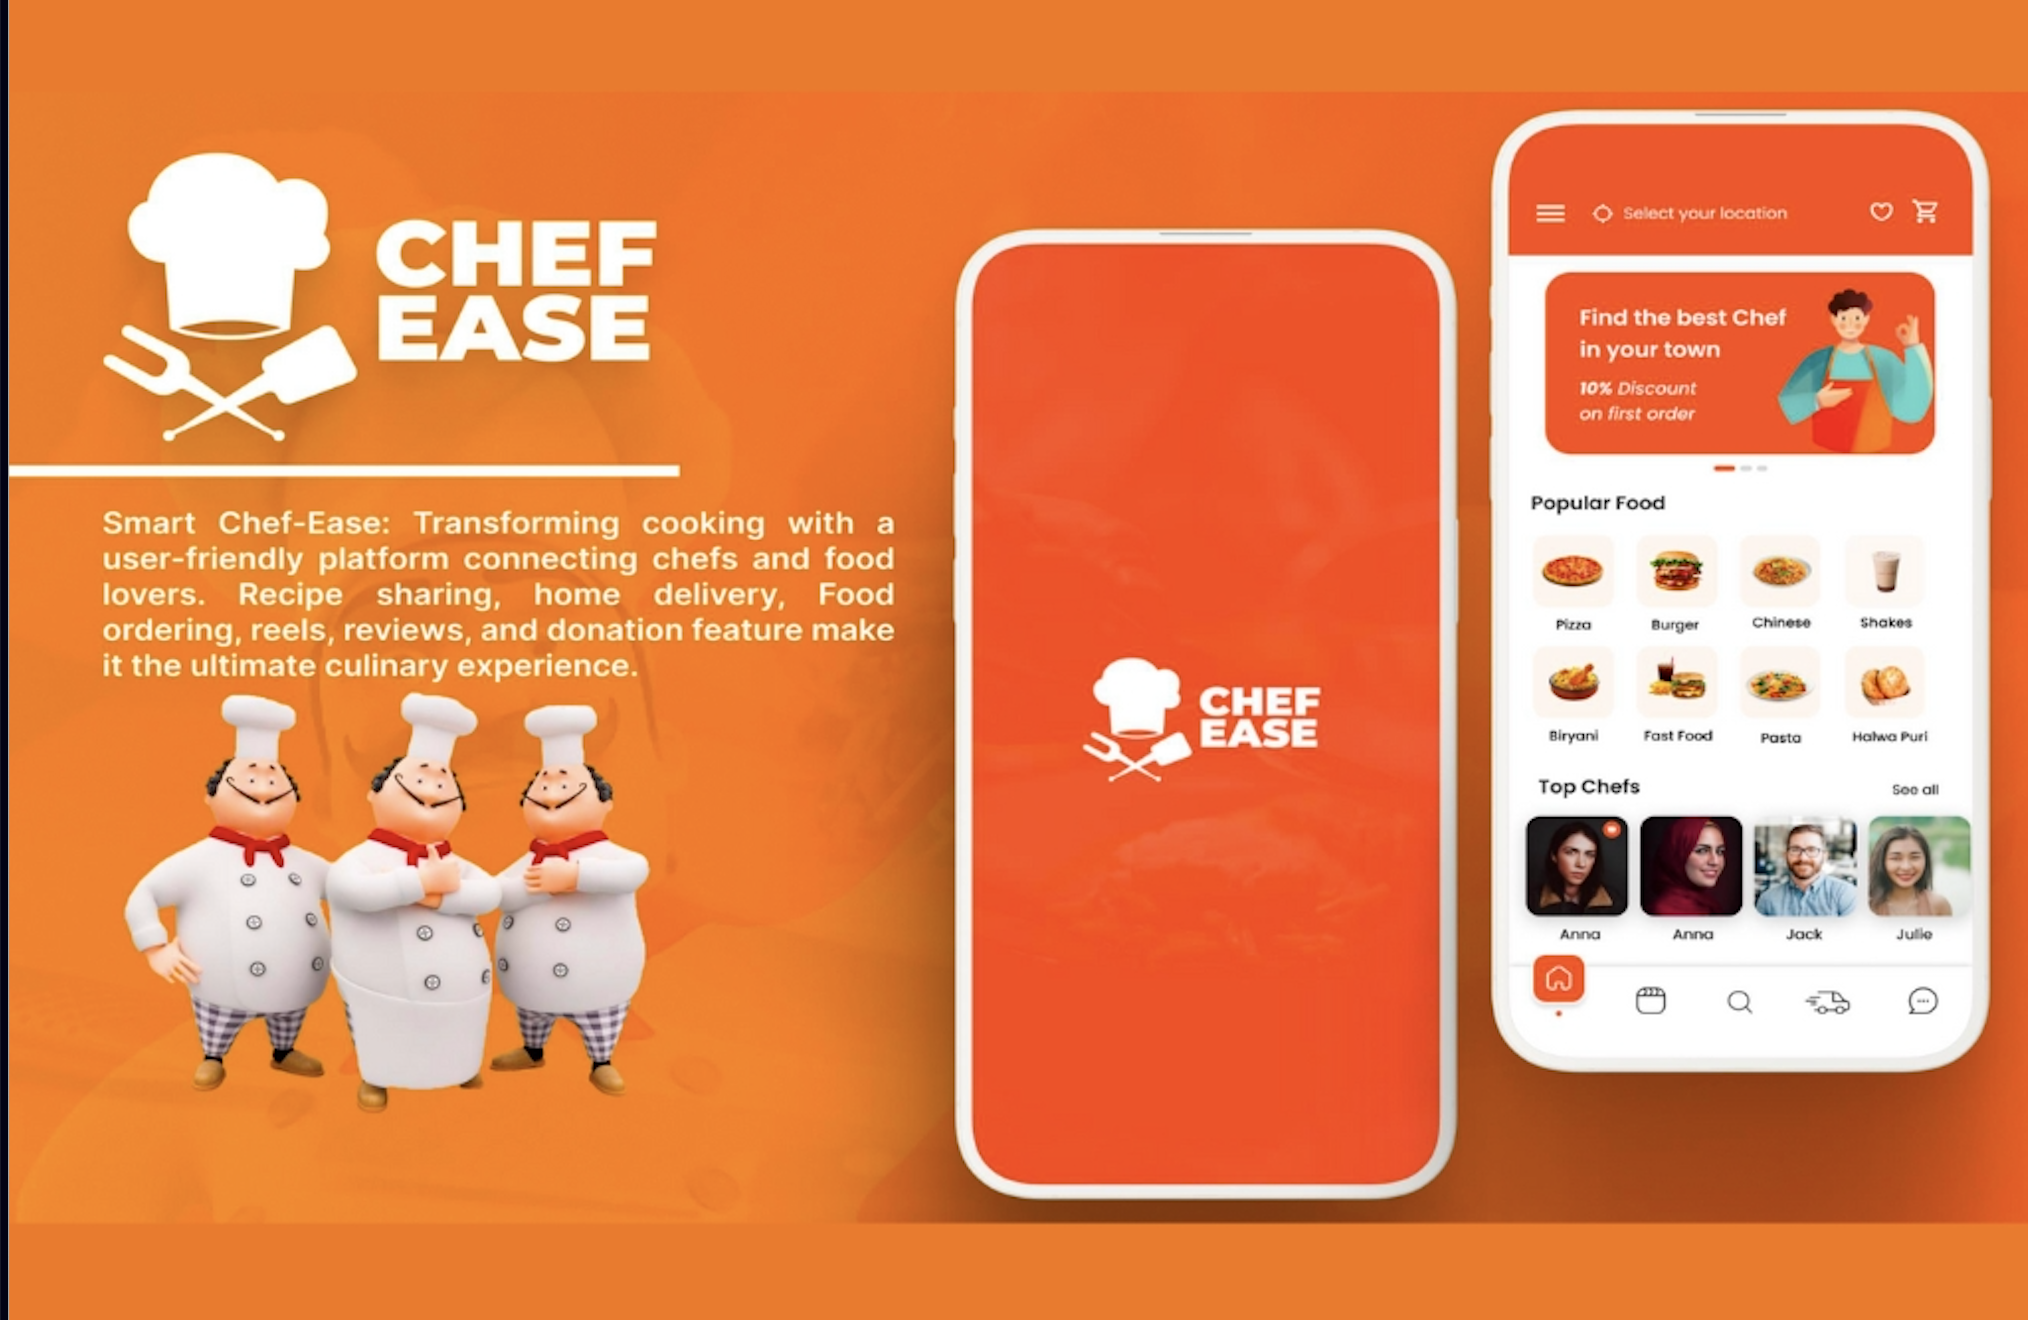 CHEF
EASE
Smart Chef-Ease: Transforming cooking with a
user-friendly platform connecting chefs and food
lovers. Recipe sharing, home delivery, Food
ordering, reels, reviews, and donation feature make
it the ultimate culinary experience.
CHEF
EASE
Select your location
Find the best Chef
in your town
10% Discount
on first order
Popular Food
Pizza Burger Chinese Shakes
Biryani Fast Food Pasta Halwa Puri
Top Chefs See all
Anna Anna Jack Julie